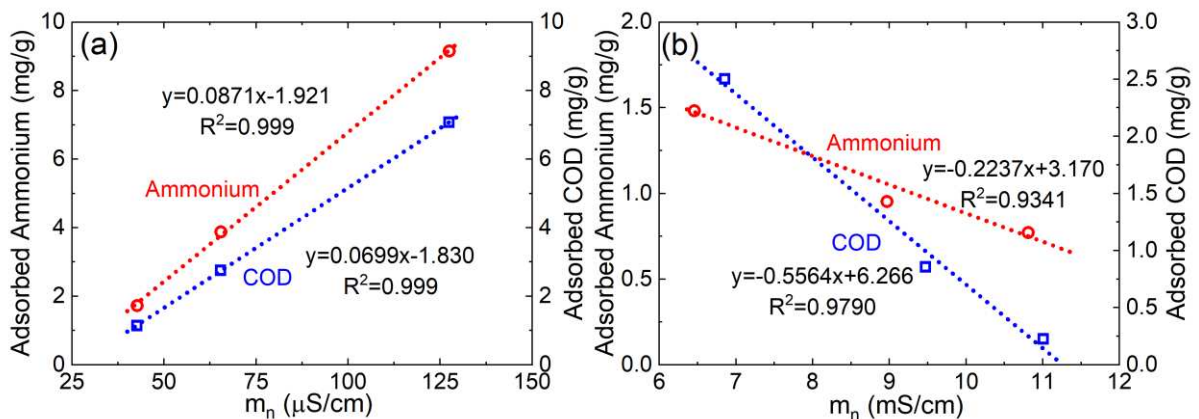 (a)
Adsorbed Ammonium (mg/g)
10
8
6
4
2
0
y=0.0871x-1.921
R²=0.999
Ammonium
y=0.0699x-1.830
R²=0.999
COD
10
8
6
4
2
0
Adsorbed COD (mg/g)
25 50 75 100 125 150
mₙ (μS/cm)
(b)
Adsorbed Ammonium (mg/g)
2.0
1.5
1.0
0.5
0.0
Ammonium
y=-0.2237x+3.170
R²=0.9341
COD
y=-0.5564x+6.266
R²=0.9790
3.0
2.5
2.0
1.5
1.0
0.5
0.0
Adsorbed COD (mg/g)
6 7 8 9 10 11 12
mₙ (mS/cm)